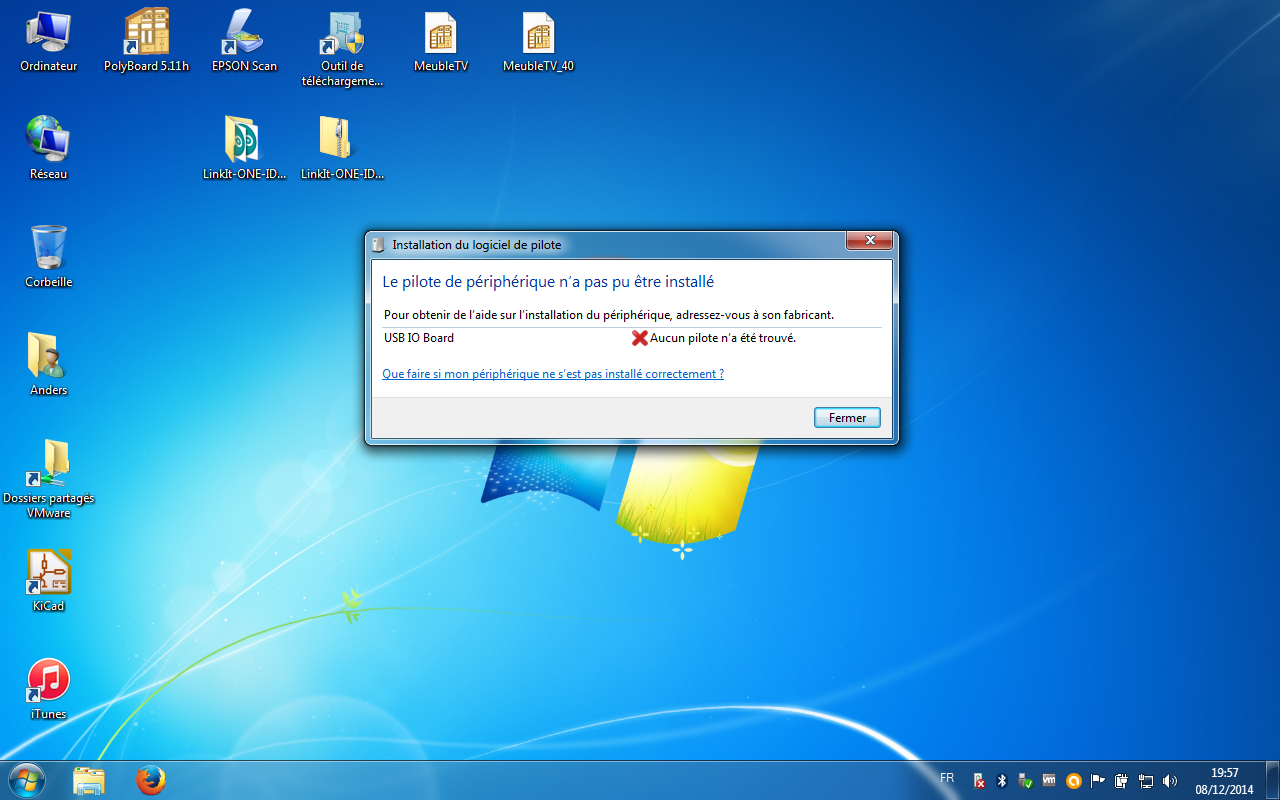 Ordinateur
PolyBoard 5.11h
EPSON Scan
Outil de
téléchargeme...
MeubleTV
MeubleTV_40
Réseau
LinkIt-ONE-ID...
LinkIt-ONE-ID...
Corbeille
Anders
Dossiers partagés
VMware
KiCad
iTunes
Installation du logiciel de pilote
Le pilote de périphérique n’a pas pu être installé
Pour obtenir de l’aide sur l’installation du périphérique, adressez-vous à son fabricant.
USB IO Board
Aucun pilote n’a été trouvé.
Que faire si mon périphérique ne s’est pas installé correctement ?
Fermer
FR
vm
19:57
08/12/2014